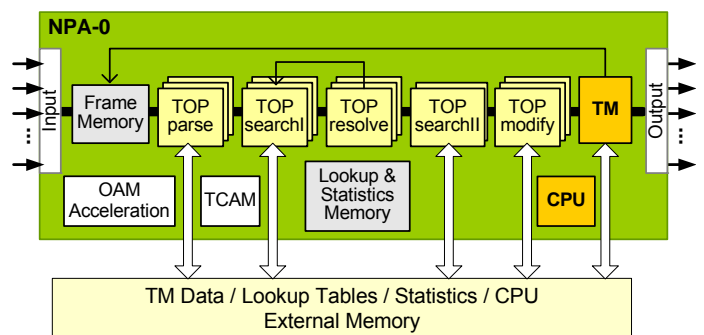 NPA-0
Input
Frame
Memory
TOP
parse
TOP
searchI
TOP
resolve
TOP
searchII
TOP
modify
TM
Output
...
...
OAM
Acceleration
TCAM
Lookup &
Statistics
Memory
CPU
TM Data / Lookup Tables / Statistics / CPU
External Memory